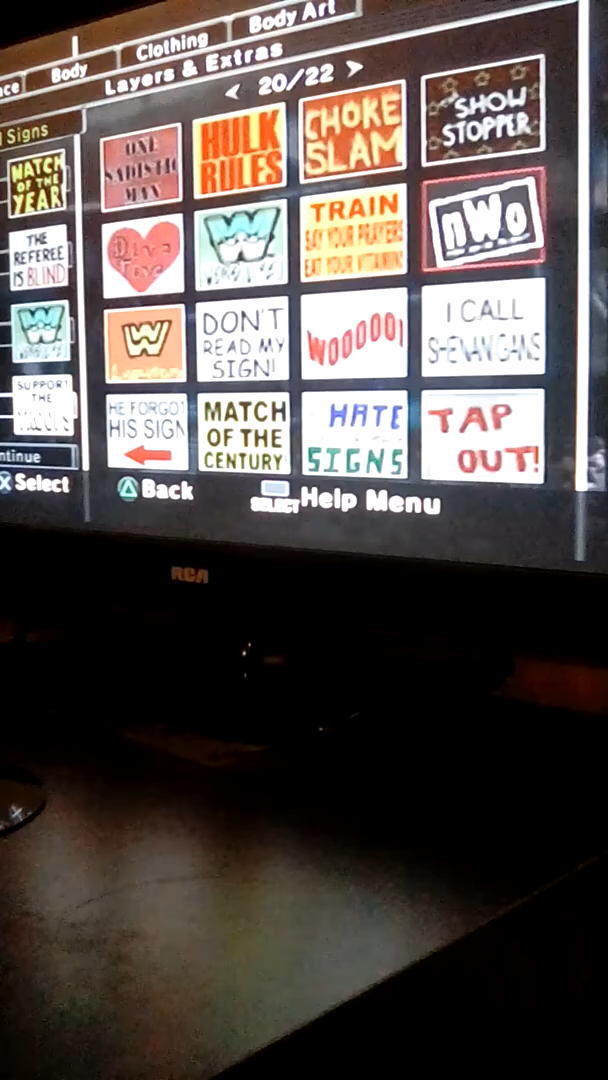 Body
Clothing
Body Art
Layers & Extras
< 20/22 >
Signs
MATCH
OF THE
YEAR
THE
REFEREE
IS BLIND
SUPPORT
THE
ntinue
Select
ONE
SADISTIC
MAN
HULK
RULES
CHOKE
SLAM
SHOW
STOPPER
TRAIN
SAY YOUR PRAYERS
EAT YOUR VITAMINS
nWo
DON'T
READ MY
SIGN!
WOOOOO!
I CALL
SHENANIGANS
HE FORGOT
HIS SIGN
MATCH
OF THE
CENTURY
HATE
SIGNS
TAP
OUT!
Back
SELECT Help Menu
RCA